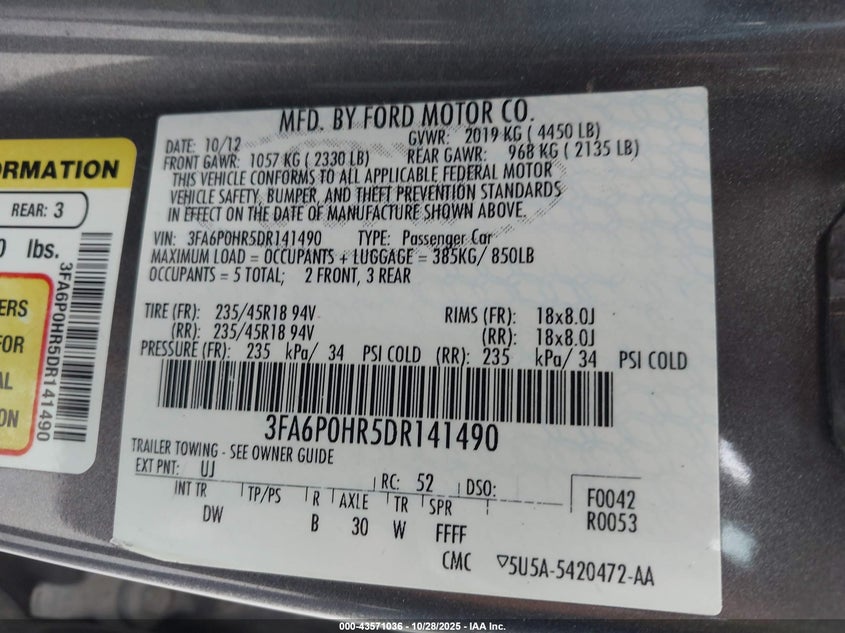 MFD. BY FORD MOTOR CO.
DATE: 10/12 GVWR: 2019 KG ( 4450 LB)
FRONT GAWR: 1057 KG ( 2330 LB) REAR GAWR: 968 KG ( 2135 LB)
THIS VEHICLE CONFORMS TO ALL APPLICABLE FEDERAL MOTOR
VEHICLE SAFETY, BUMPER, AND THEFT PREVENTION STANDARDS
IN EFFECT ON THE DATE OF MANUFACTURE SHOWN ABOVE.
VIN: 3FA6P0HR5DR141490 TYPE: Passenger Car
MAXIMUM LOAD = OCCUPANTS + LUGGAGE = 385KG/ 850LB
OCCUPANTS = 5 TOTAL; 2 FRONT, 3 REAR
TIRE (FR): 235/45R18 94V RIMS (FR): 18x8.0J
(RR): 235/45R18 94V (RR): 18x8.0J
PRESSURE (FR): 235 kPa/ 34 PSI COLD (RR): 235 kPa/ 34 PSI COLD
3FA6P0HR5DR141490
TRAILER TOWING - SEE OWNER GUIDE
EXT PNT: UJ RC: 52 DSO:
INT TR TP/PS R AXLE TR SPR
DW B 30 W FFFF
F0042
R0053
CMC 5U5A-5420472-AA
ORMATION
REAR: 3
0 lbs.
ERS
FOR
AL
ON
3FA6P0HR5DR141490
000-43571036 - 10/28/2025 - IAA Inc.